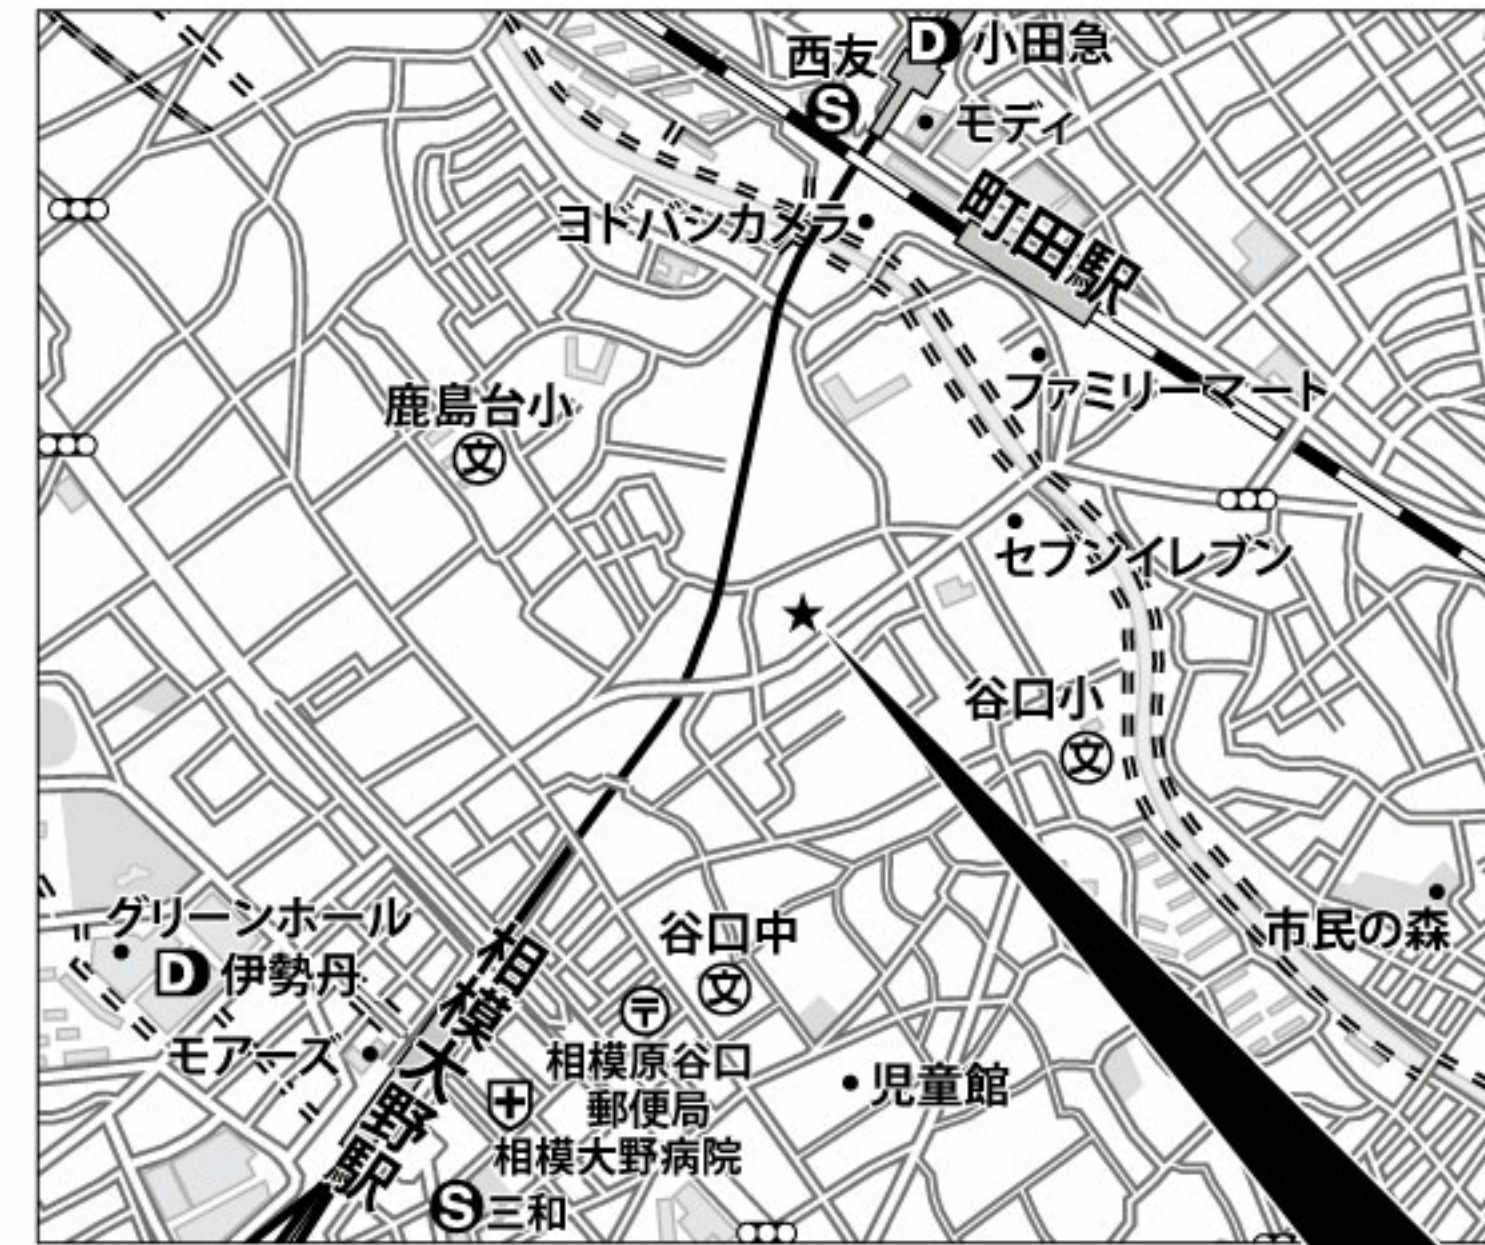 D 小田急
西友
S
モディ
町田駅
ヨドバシカメラ
ファミリーマート
鹿島台小
文
セブンイレブン
谷口小
文
グリーンホール
D 伊勢丹
モアーズ
相模大野駅
谷口中
文
〒
相模原谷口
郵便局
相模大野病院
児童館
市民の森
S 三和